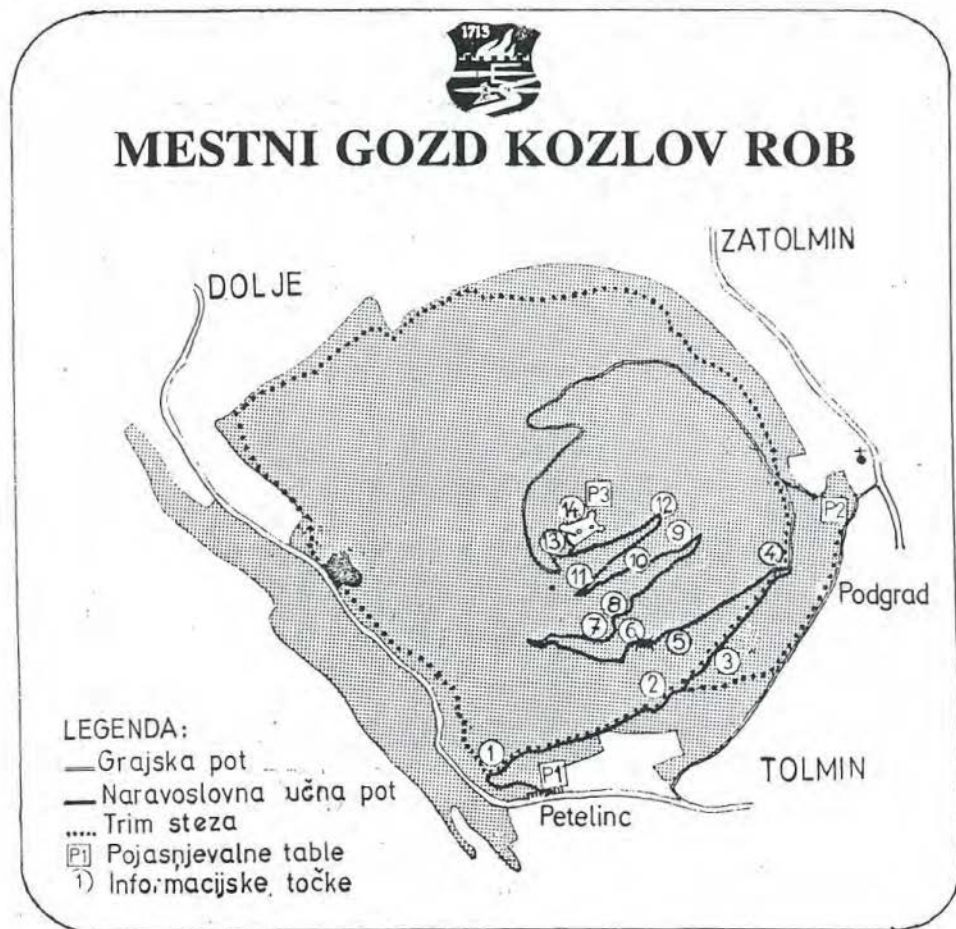 1713
MESTNI GOZD KOZLOV ROB
ZATOLMIN
DOLJE
P3
14
12
13
9
P2
11
10
4
Podgrad
8
7
6
5
3
2
1
P1
TOLMIN
Petelinc
LEGENDA:
Grajska pot
Naravoslovna učna pot
Trim steza
P1 Pojasnjevalne table
1 Informacijske točke